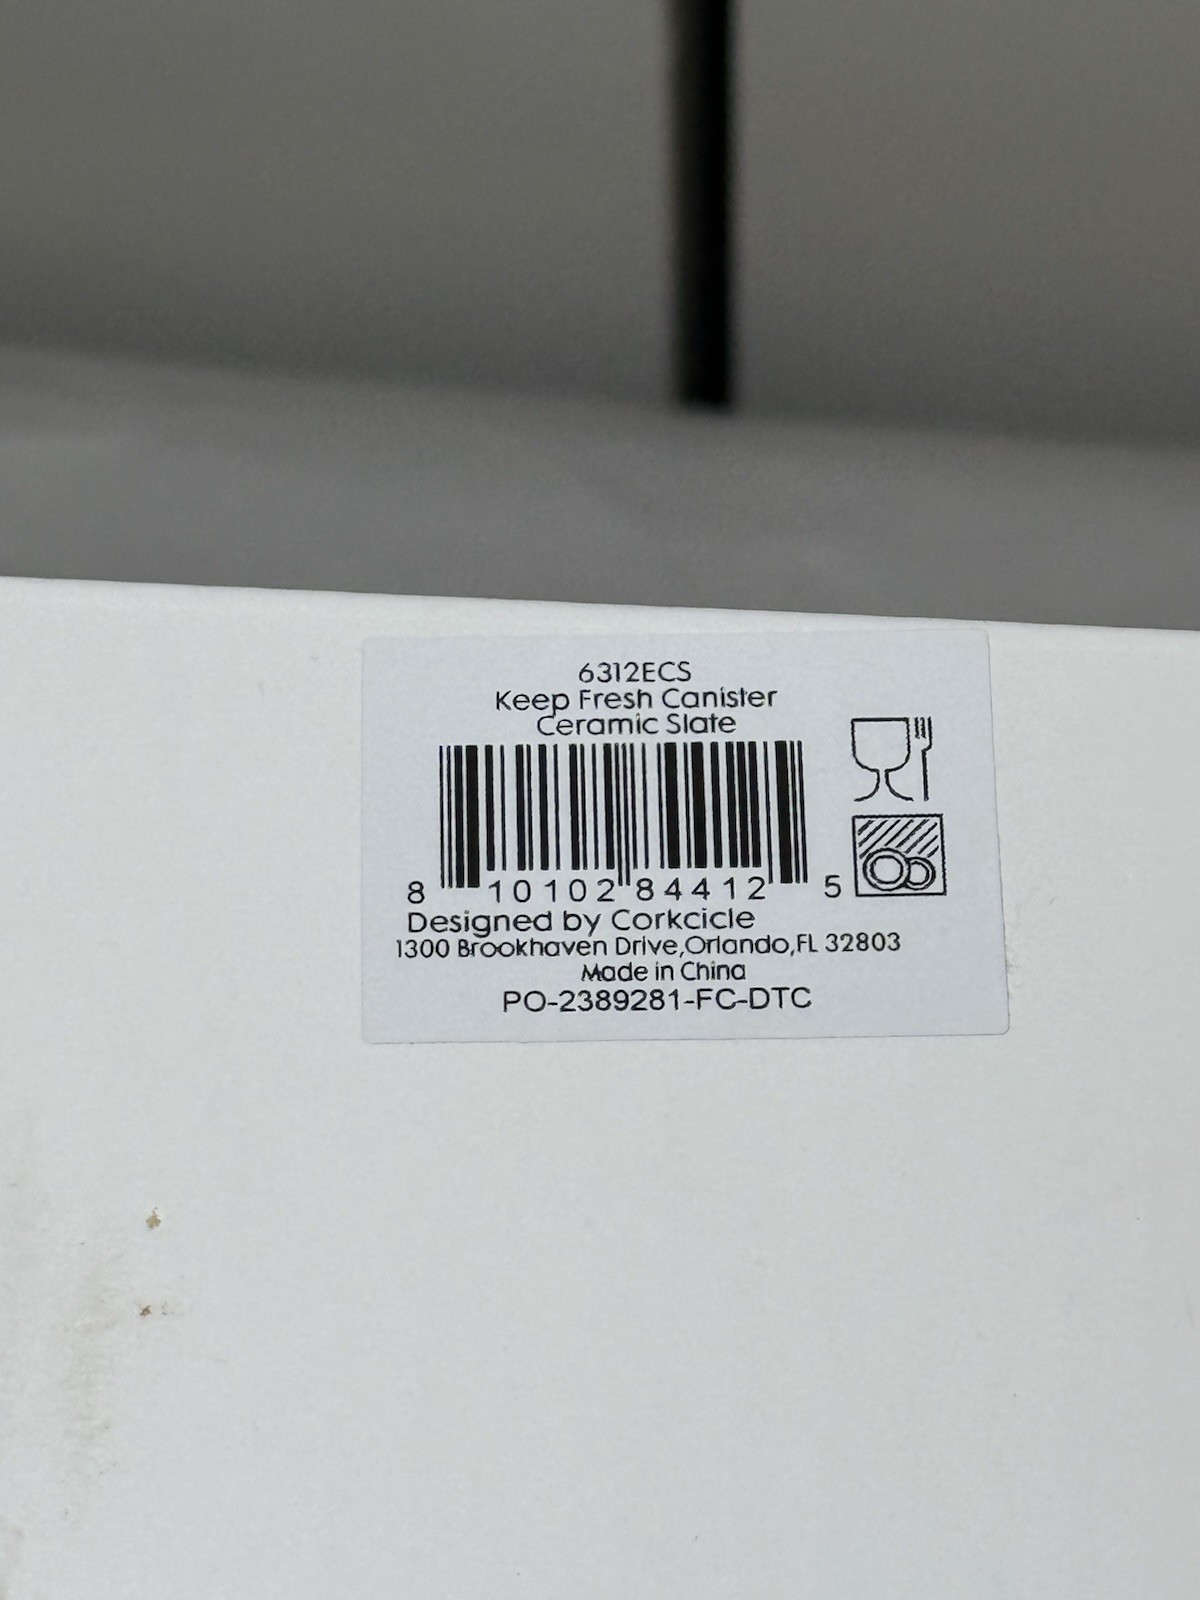 6312ECS
Keep Fresh Canister
Ceramic Slate
8 10102 84412 5
Designed by Corkcicle
1300 Brookhaven Drive,Orlando,FL 32803
Made in China
PO-2389281-FC-DTC